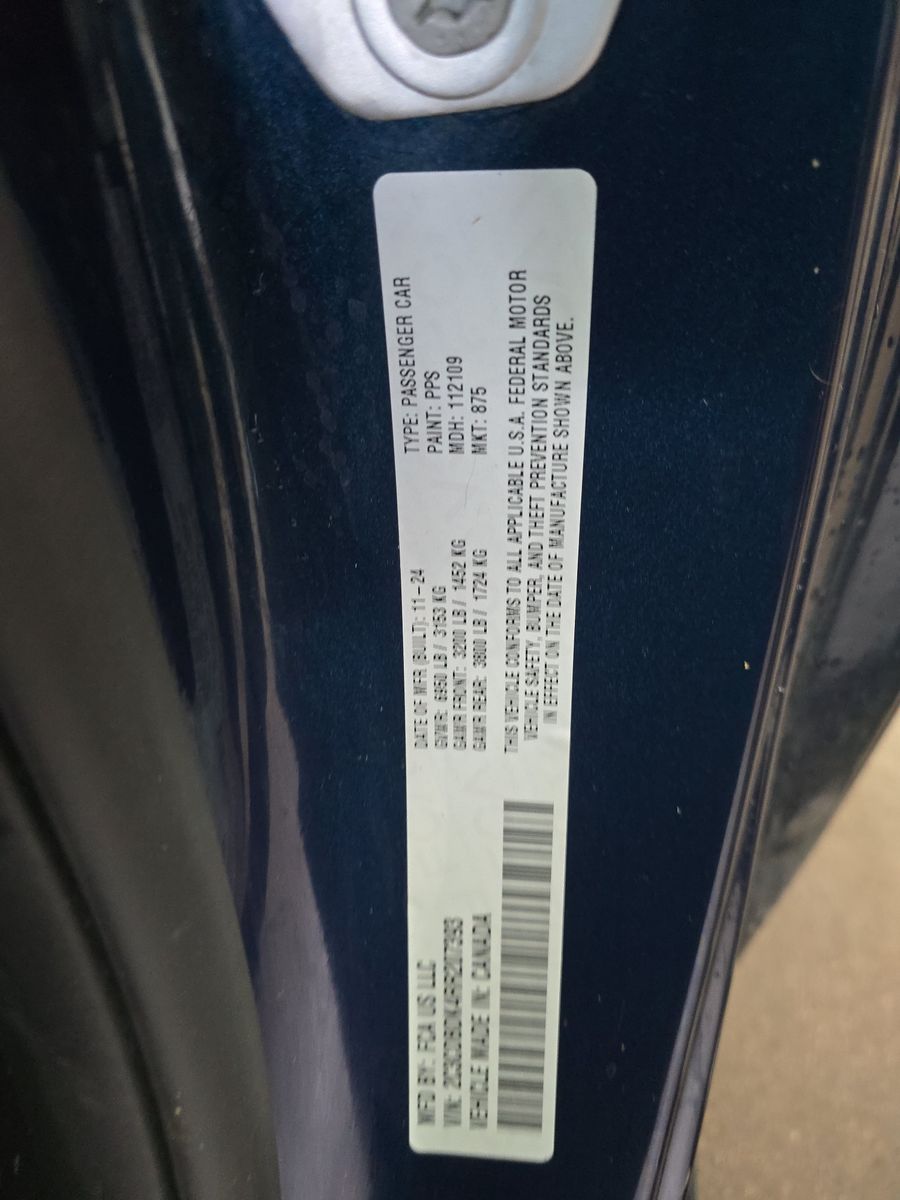 MFD BY: FCA US LLC
VIN:
VEHICLE MADE IN: CANADA
DATE OF MFR (BUILT): 11-24
GVWR: 6950 LB / 3153 KG
GAWR FRONT: 3200 LB / 1452 KG
GAWR REAR: 3800 LB / 1724 KG
TYPE: PASSENGER CAR
PAINT: PPS
MDH: 112109
MKT: 875
THIS VEHICLE CONFORMS TO ALL APPLICABLE U.S.A. FEDERAL MOTOR
VEHICLE SAFETY, BUMPER, AND THEFT PREVENTION STANDARDS
IN EFFECT ON THE DATE OF MANUFACTURE SHOWN ABOVE.